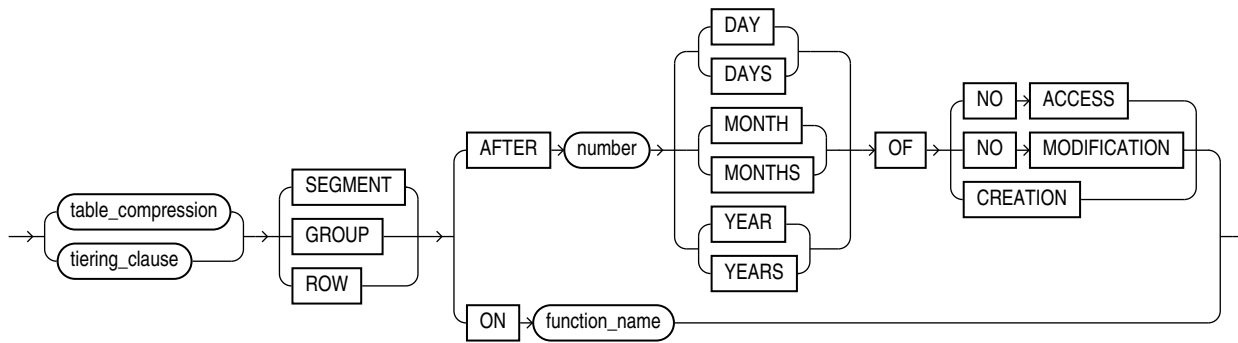 table_compression
tiering_clause
SEGMENT
GROUP
ROW
AFTER number
DAY
DAYS
MONTH
MONTHS
YEAR
YEARS
OF
NO ACCESS
NO MODIFICATION
CREATION
ON function_name